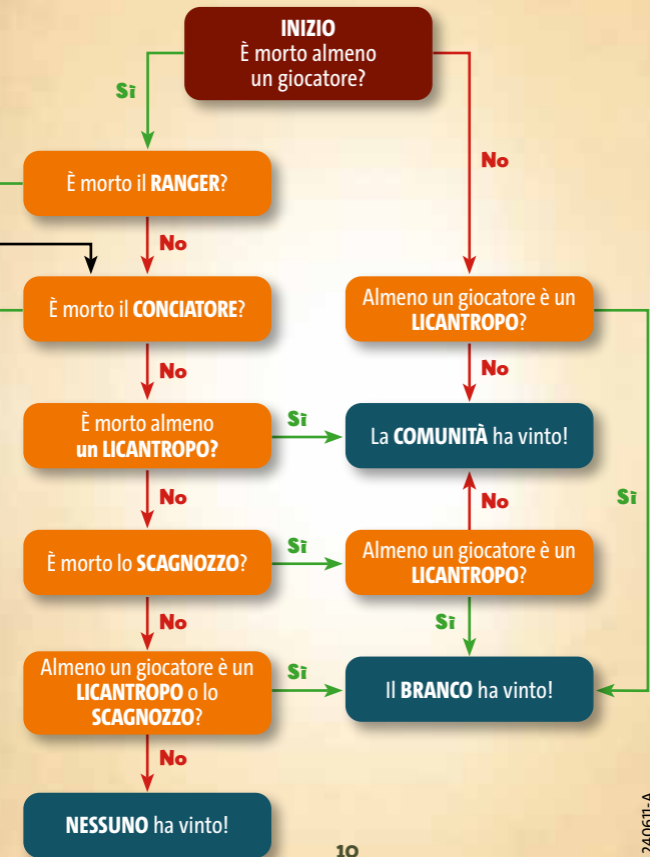 INIZIO
È morto almeno
un giocatore?
Sì
No
È morto il RANGER?
No
È morto il CONCIATORE?
Almeno un giocatore è un
LICANTROPO?
No
No
È morto almeno
un LICANTROPO?
Sì
La COMUNITÀ ha vinto!
No
No
Sì
È morto lo SCAGNOZZO?
Sì
Almeno un giocatore è un
LICANTROPO?
No
Sì
Almeno un giocatore è un
LICANTROPO o lo
SCAGNOZZO?
Sì
Il BRANCO ha vinto!
No
NESSUNO ha vinto!
10
240611-A